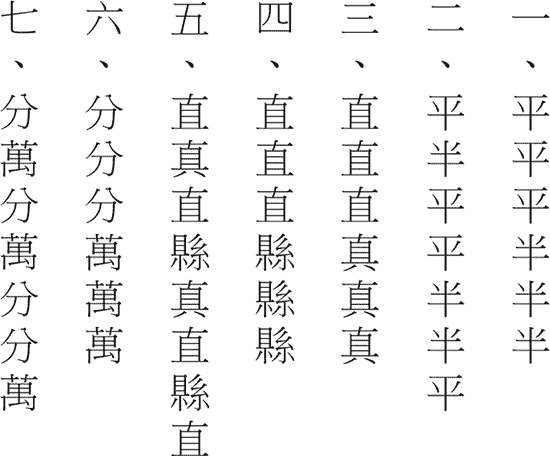 一、平平平半半半
二、平半平平半半平
三、直直直真真真
四、直直直縣縣縣
五、直真直縣真直縣直
六、分分分萬萬萬
七、分萬分萬分分萬